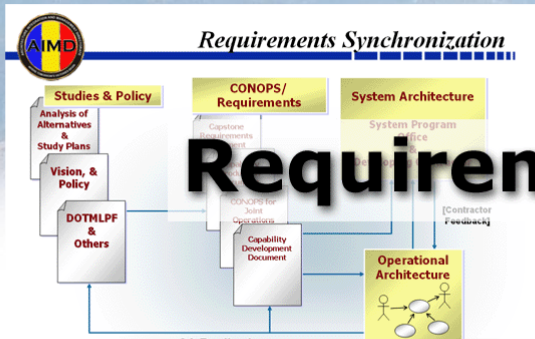 AIMD
Requirements Synchronization
Studies & Policy
Analysis of
Alternatives
&
Study Plans
Vision, &
Policy
DOTMLPF
&
Others
CONOPS/
Requirements
Capstone
Requirements
CONOPS for
Joint
Operations
Capability
Development
Document
System Architecture
System Program
Office
&
Requiren
[Contractor
Feedback]
Operational
Architecture